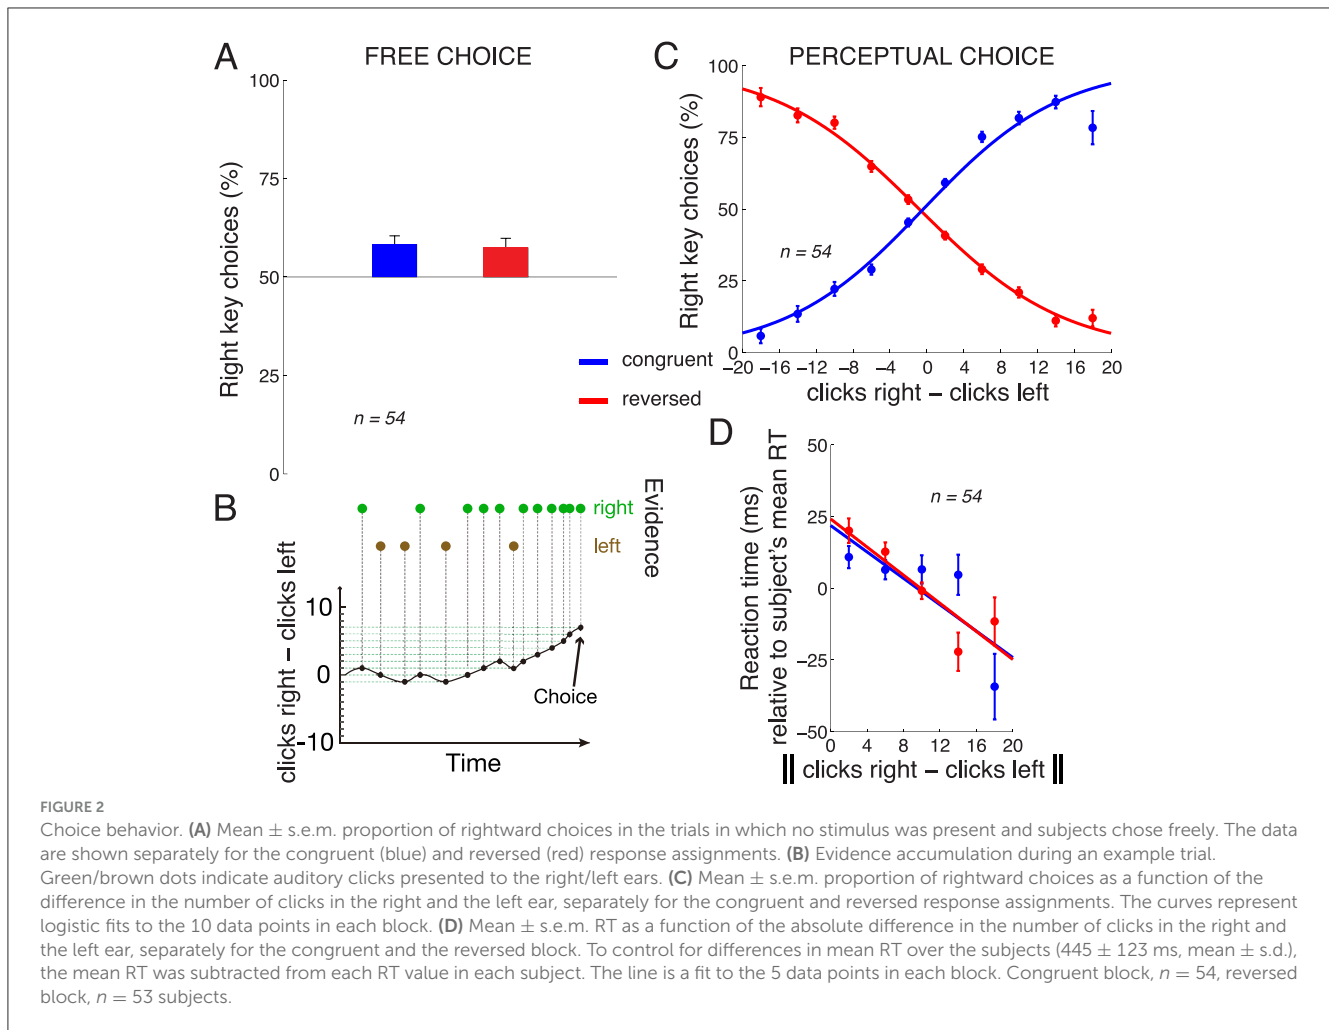 A
FREE CHOICE
Right key choices (%)
100
75
50
25
0
n = 54
congruent
reversed
C
PERCEPTUAL CHOICE
Right key choices (%)
100
75
50
25
0
n = 54
−20 −16 −12 −8 −4 0 4 8 12 16 20
clicks right − clicks left
B
Evidence
right
left
clicks right − clicks left
10
0
-10
Choice
Time
D
Reaction time (ms)
relative to subject's mean RT
50
25
0
−25
−50
n = 54
0 4 8 12 16 20
|| clicks right − clicks left ||
FIGURE 2
Choice behavior. (A) Mean ± s.e.m. proportion of rightward choices in the trials in which no stimulus was present and subjects chose freely. The data
are shown separately for the congruent (blue) and reversed (red) response assignments. (B) Evidence accumulation during an example trial.
Green/brown dots indicate auditory clicks presented to the right/left ears. (C) Mean ± s.e.m. proportion of rightward choices as a function of the
difference in the number of clicks in the right and the left ear, separately for the congruent and reversed response assignments. The curves represent
logistic fits to the 10 data points in each block. (D) Mean ± s.e.m. RT as a function of the absolute difference in the number of clicks in the right and
the left ear, separately for the congruent and the reversed block. To control for differences in mean RT over the subjects (445 ± 123 ms, mean ± s.d.),
the mean RT was subtracted from each RT value in each subject. The line is a fit to the 5 data points in each block. Congruent block, n = 54, reversed
block, n = 53 subjects.